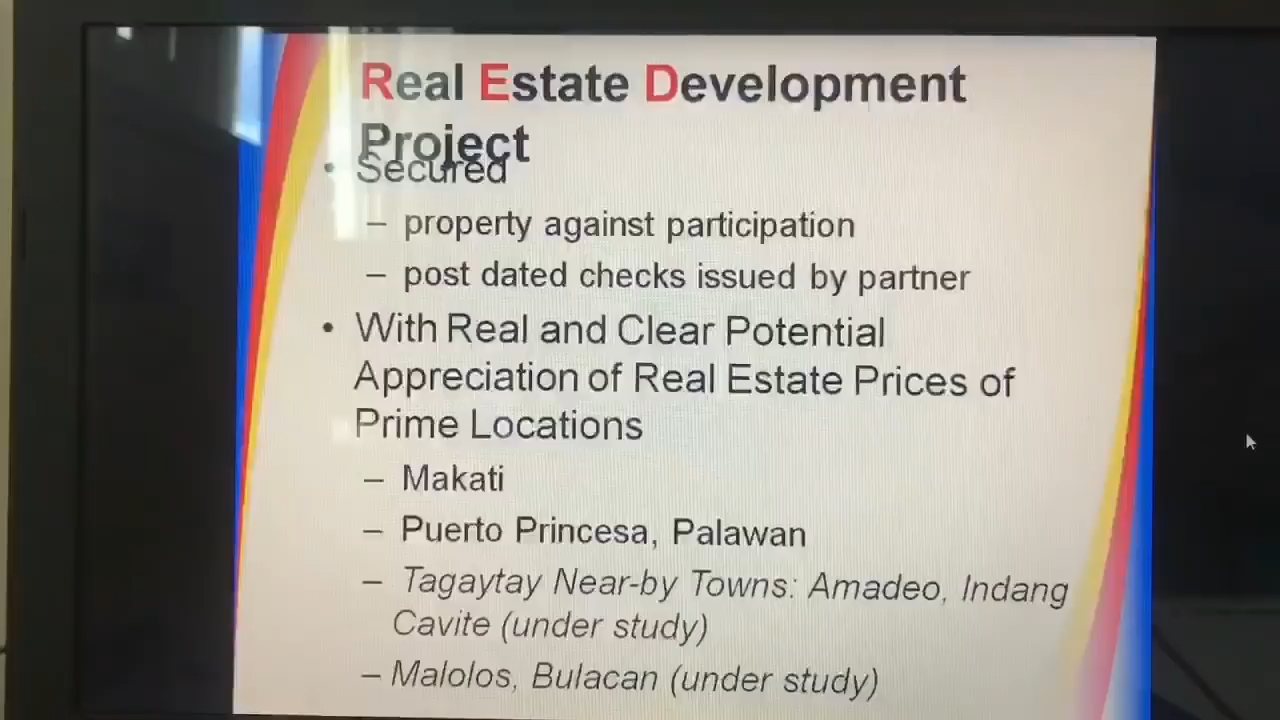 Real Estate Development
Project
• Secured
– property against participation
– post dated checks issued by partner
• With Real and Clear Potential
Appreciation of Real Estate Prices of
Prime Locations
– Makati
– Puerto Princesa, Palawan
– Tagaytay Near-by Towns: Amadeo, Indang
Cavite (under study)
– Malolos, Bulacan (under study)